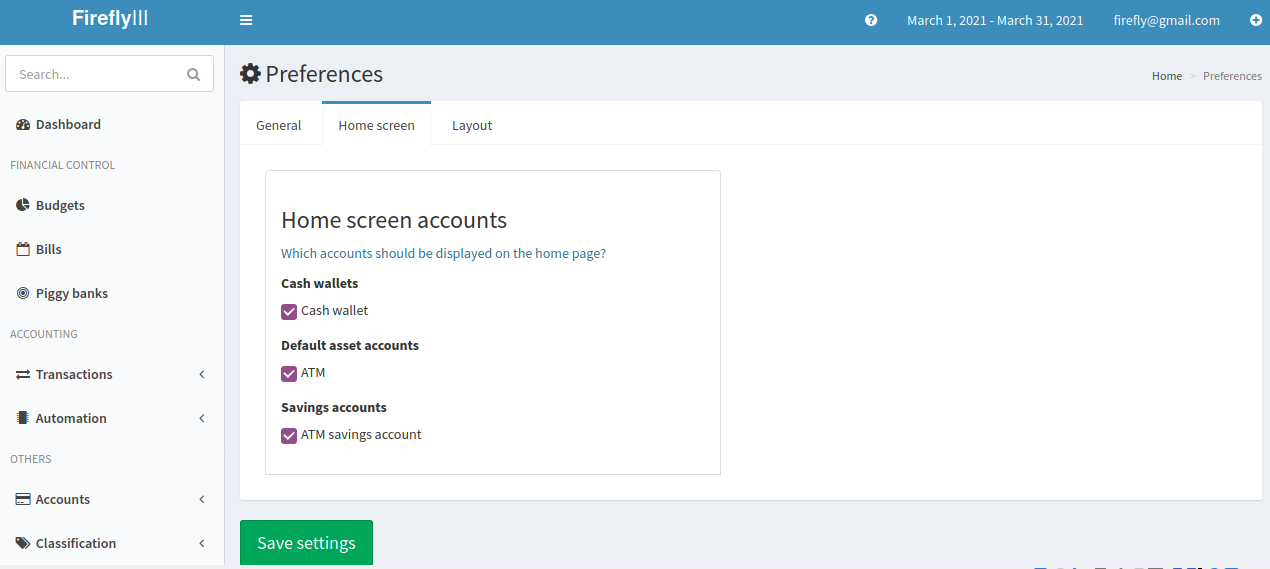 FireflyIII
March 1, 2021 - March 31, 2021
firefly@gmail.com
Search...
Preferences
Home > Preferences
Dashboard
General
Home screen
Layout
FINANCIAL CONTROL
Budgets
Bills
Piggy banks
ACCOUNTING
Transactions
Automation
OTHERS
Accounts
Classification
Home screen accounts
Which accounts should be displayed on the home page?
Cash wallets
Cash wallet
Default asset accounts
ATM
Savings accounts
ATM savings account
Save settings